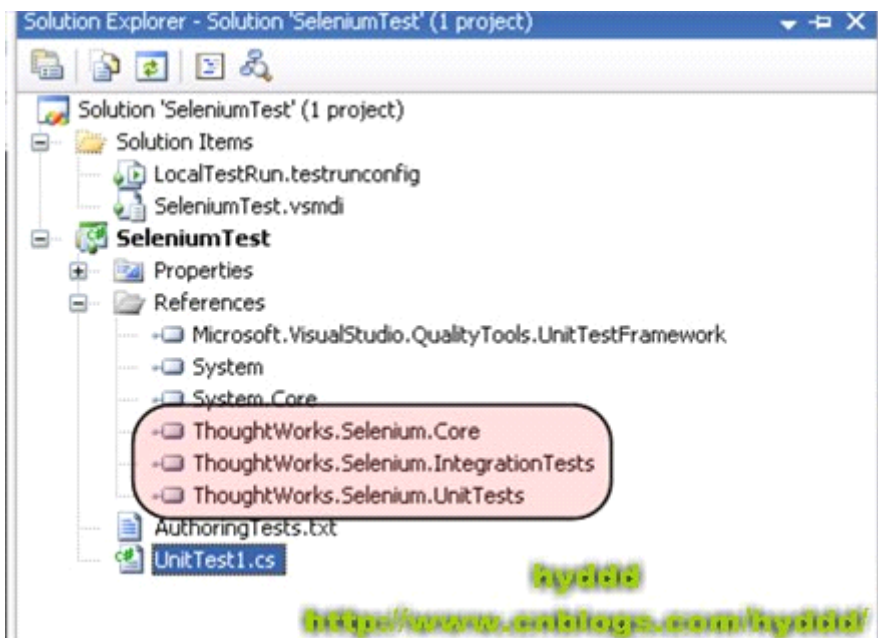 Solution Explorer - Solution 'SeleniumTest' (1 project)
Solution 'SeleniumTest' (1 project)
Solution Items
LocalTestRun.testrunconfig
SeleniumTest.vsmdi
SeleniumTest
Properties
References
Microsoft.VisualStudio.QualityTools.UnitTestFramework
System
System.Core
ThoughtWorks.Selenium.Core
ThoughtWorks.Selenium.IntegrationTests
ThoughtWorks.Selenium.UnitTests
AuthoringTests.txt
UnitTest1.cs
hyddd
http://www.cnblogs.com/hyddd/